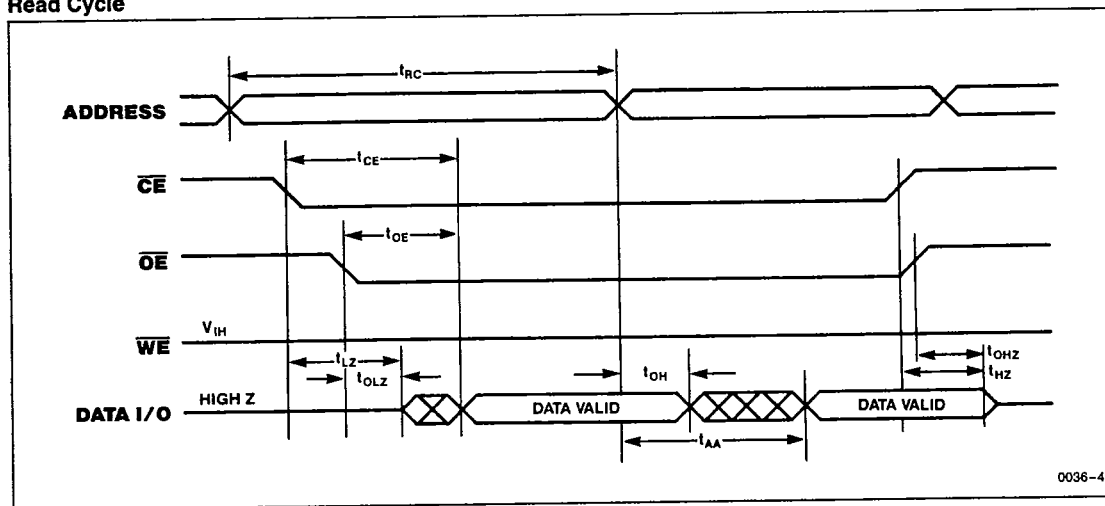 Read Cycle
tRC
ADDRESS
tCE
CE
tOE
OE
VIH
WE
tLZ
tOHZ
tOLZ
tOH
tHZ
HIGH Z
DATA I/O
DATA VALID
DATA VALID
tAA
0036-4